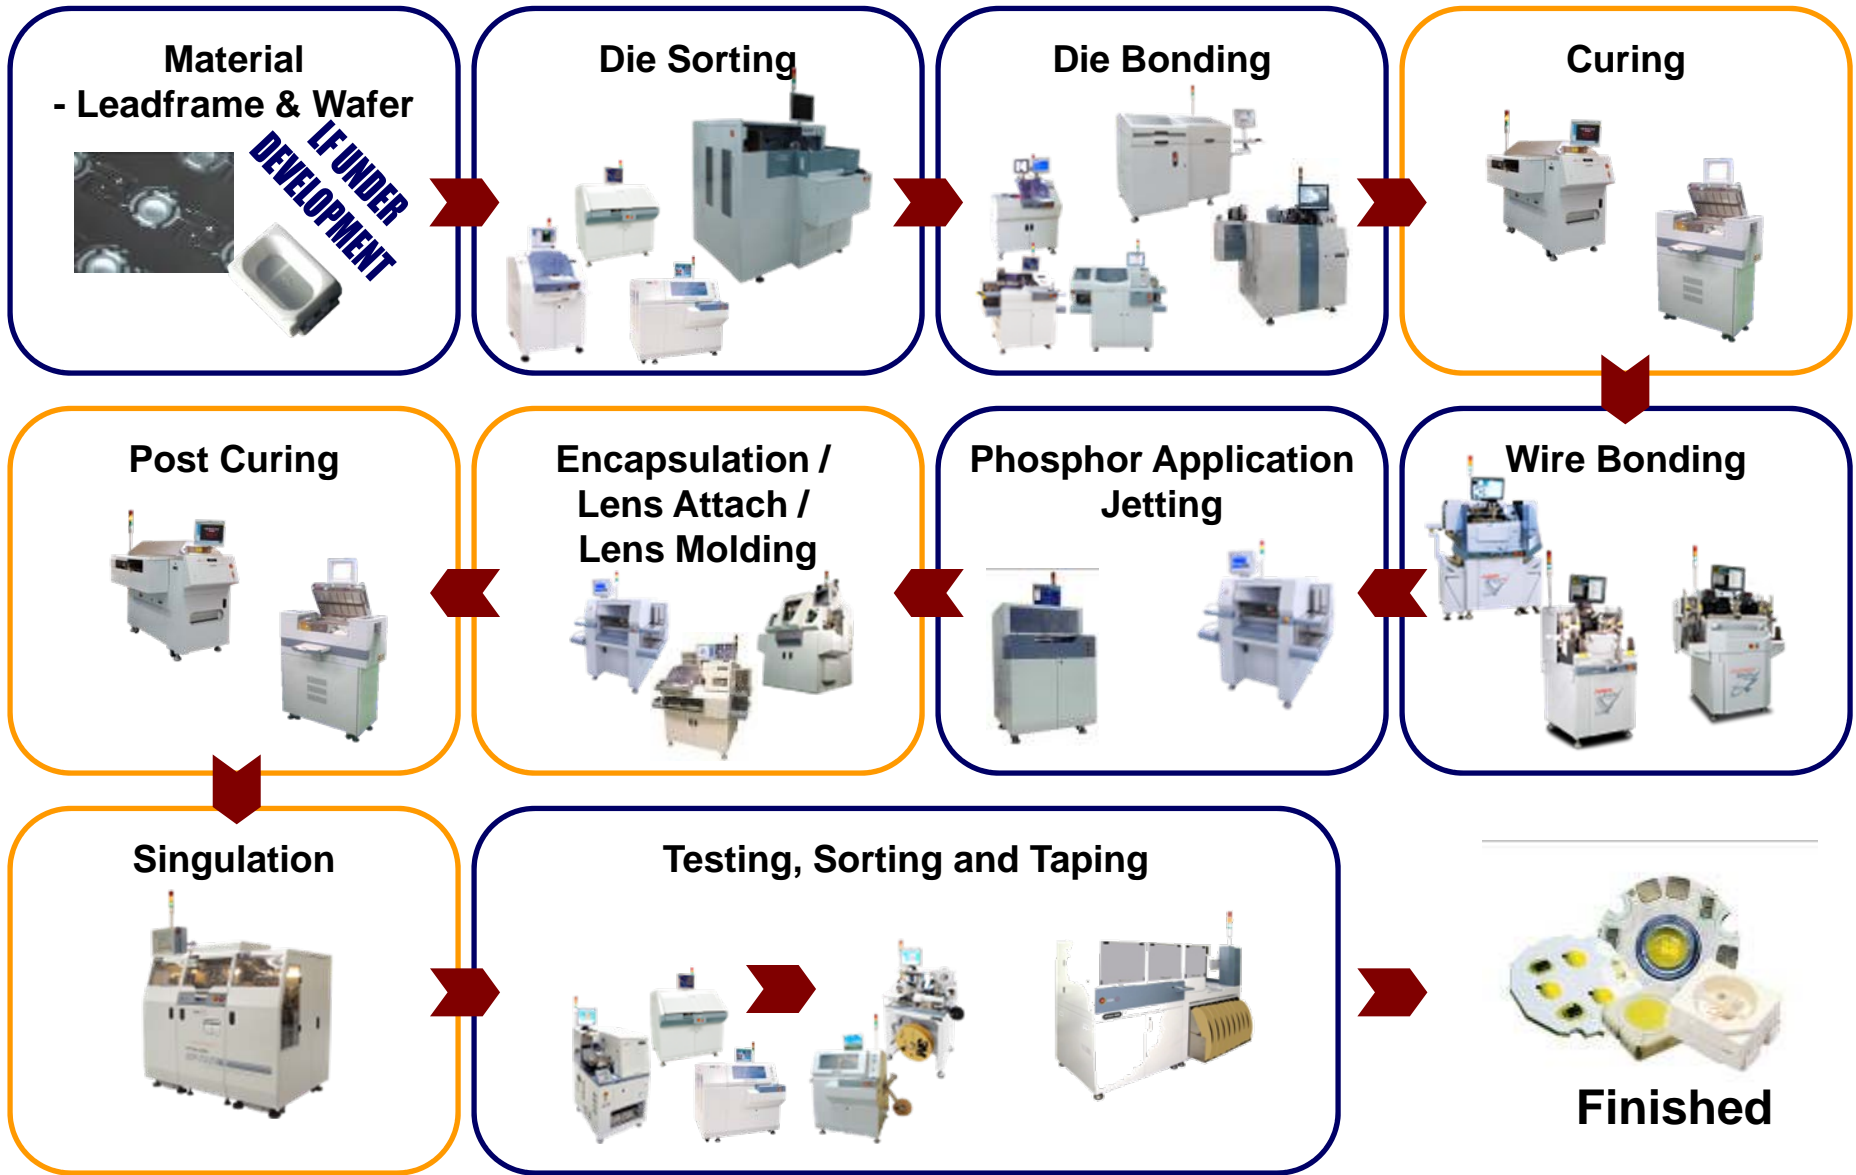 Material
- Leadframe & Wafer
LF UNDER
DEVELOPMENT
Die Sorting
Die Bonding
Curing
Post Curing
Encapsulation /
Lens Attach /
Lens Molding
Phosphor Application
Jetting
Wire Bonding
Singulation
Testing, Sorting and Taping
Finished